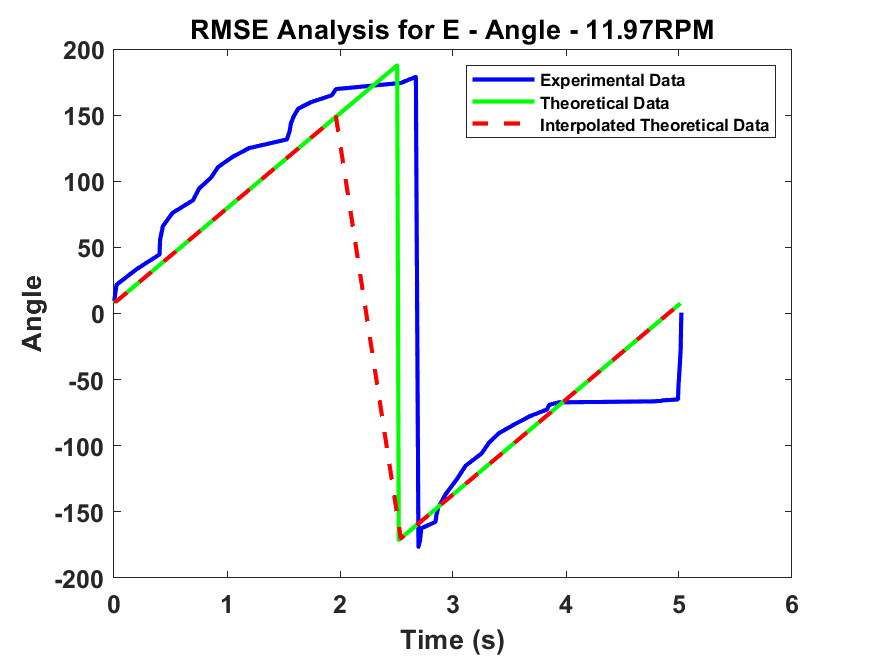 RMSE Analysis for E - Angle - 11.97RPM
200
150
100
50
0
-50
-100
-150
-200
Angle
Experimental Data
Theoretical Data
Interpolated Theoretical Data
0 1 2 3 4 5 6
Time (s)